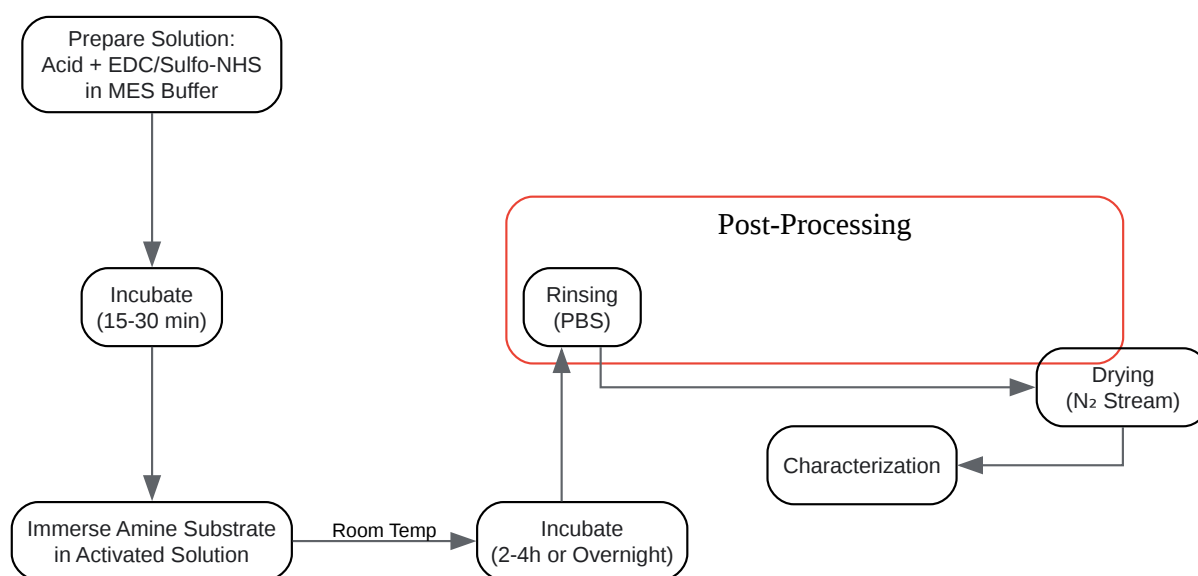 Prepare Solution:
Acid + EDC/Sulfo-NHS
in MES Buffer
Incubate
(15-30 min)
Immerse Amine Substrate
in Activated Solution
Room Temp
Incubate
(2-4h or Overnight)
Post-Processing
Rinsing
(PBS)
Drying
(N₂ Stream)
Characterization